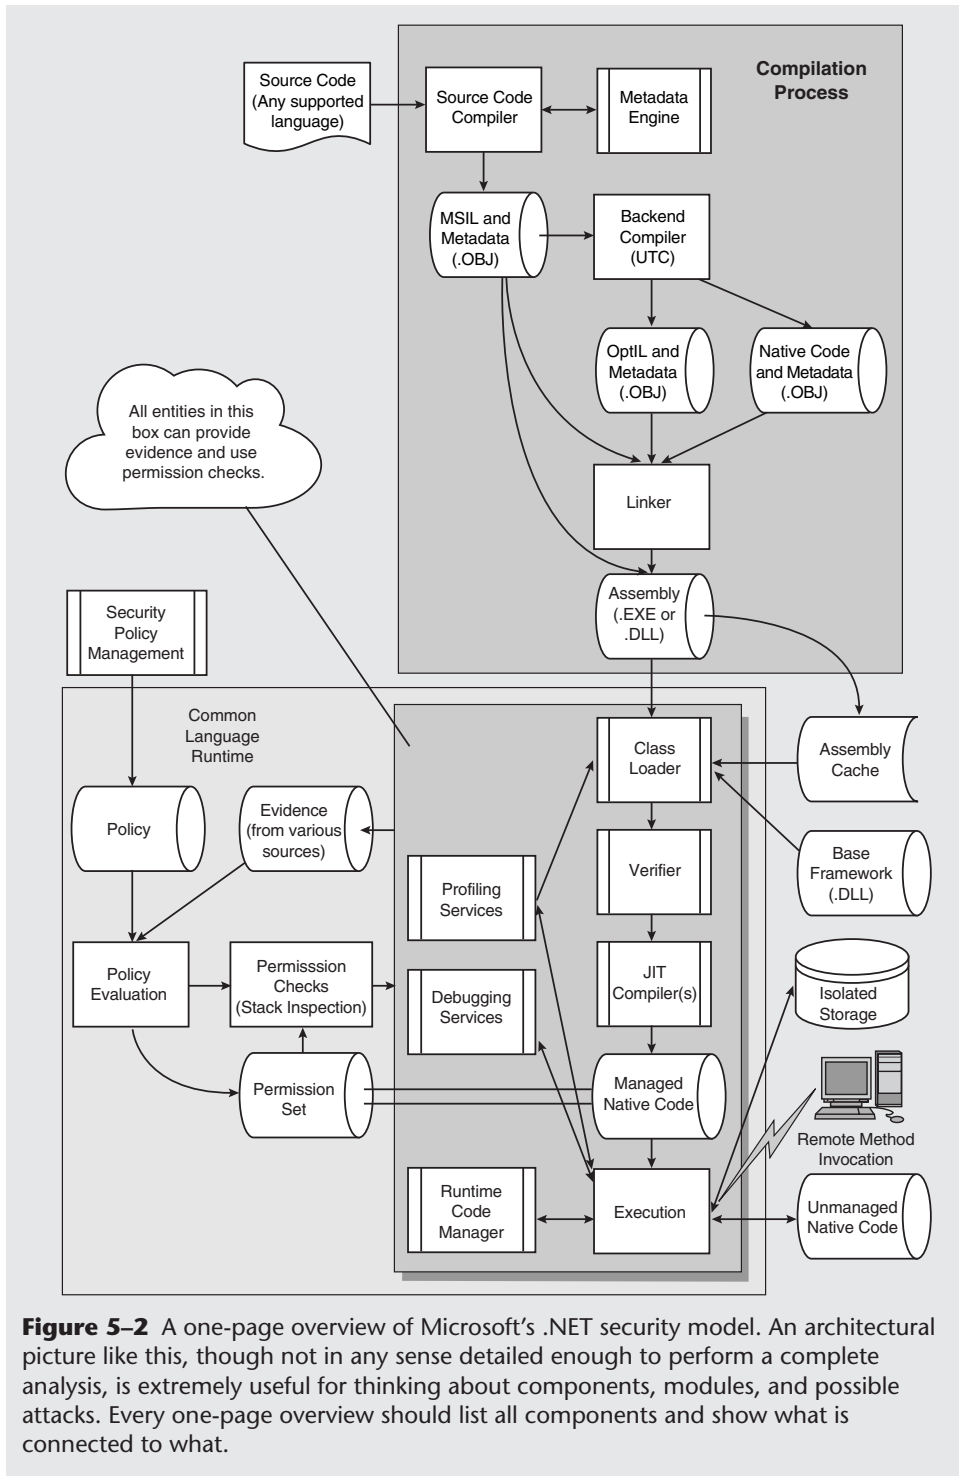 Compilation
Process
Source Code
(Any supported
language)
Source Code
Compiler
Metadata
Engine
MSIL and
Metadata
(.OBJ)
Backend
Compiler
(UTC)
OptIL and
Metadata
(.OBJ)
Native Code
and Metadata
(.OBJ)
All entities in this
box can provide
evidence and use
permission checks.
Linker
Assembly
(.EXE or
.DLL)
Security
Policy
Management
Common
Language
Runtime
Class
Loader
Assembly
Cache
Policy
Evidence
(from various
sources)
Verifier
Base
Framework
(.DLL)
Profiling
Services
Policy
Evaluation
Permisssion
Checks
(Stack Inspection)
Debugging
Services
JIT
Compiler(s)
Isolated
Storage
Permission
Set
Managed
Native Code
Remote Method
Invocation
Runtime
Code
Manager
Execution
Unmanaged
Native Code
Figure 5–2 A one-page overview of Microsoft's .NET security model. An architectural
picture like this, though not in any sense detailed enough to perform a complete
analysis, is extremely useful for thinking about components, modules, and possible
attacks. Every one-page overview should list all components and show what is
connected to what.